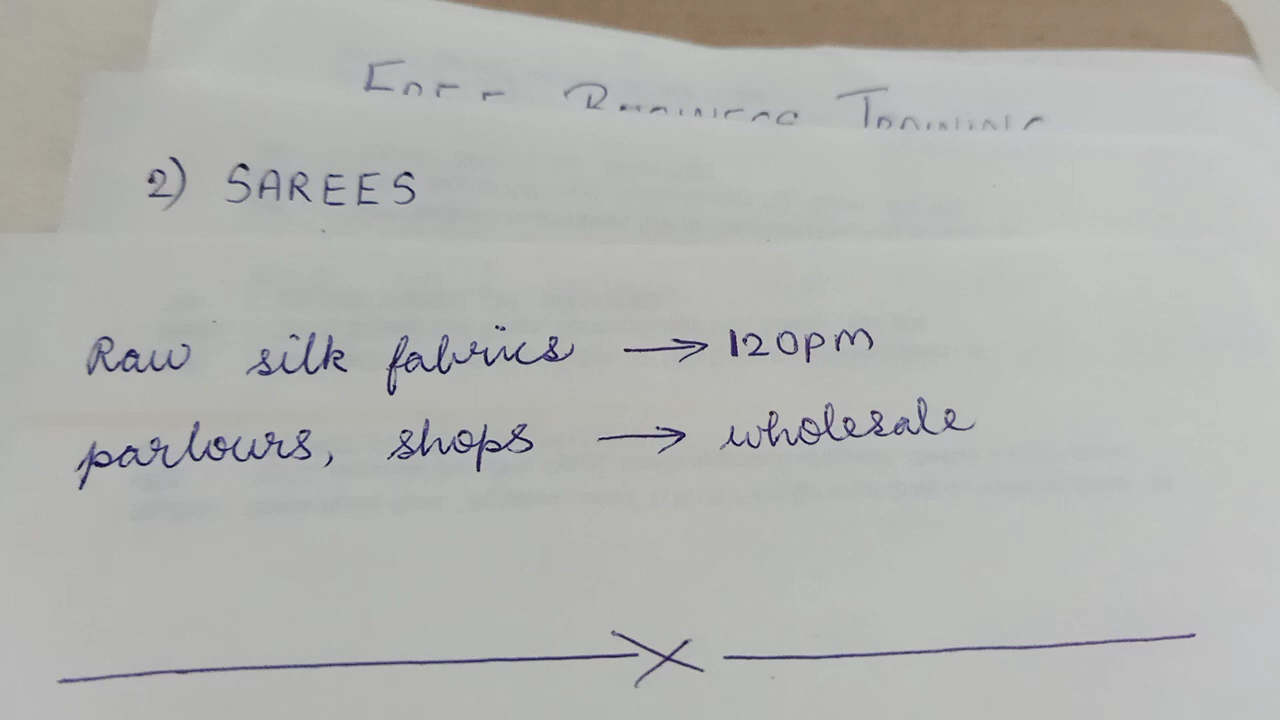 2) SAREES
Raw silk fabrics → 120pm
parlours, shops → wholesale